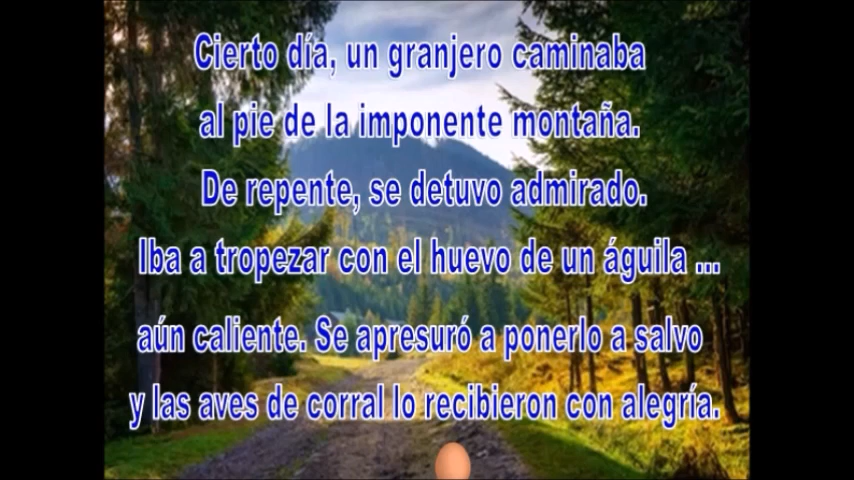 Cierto día, un granjero caminaba
al pie de la imponente montaña.
De repente, se detuvo admirado.
Iba a tropezar con el huevo de un águila ...
aún caliente. Se apresuró a ponerlo a salvo
y las aves de corral lo recibieron con alegría.